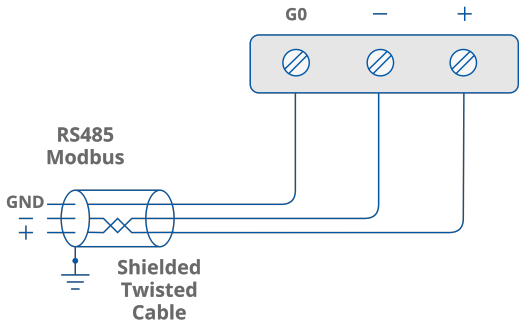 G0 − +
RS485
Modbus
GND
−
+
Shielded
Twisted
Cable